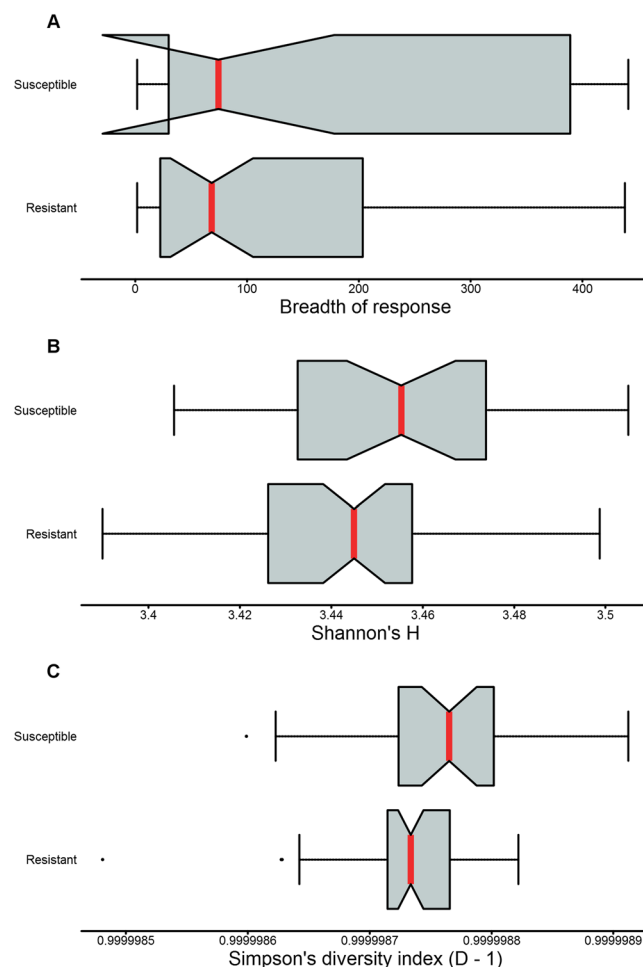 A
Susceptible
Resistant
0 100 200 300 400
Breadth of response
B
Susceptible
Resistant
3.4 3.42 3.44 3.46 3.48 3.5
Shannon's H
C
Susceptible
Resistant
0.9999985 0.9999986 0.9999987 0.9999988 0.9999989
Simpson's diversity index (D - 1)